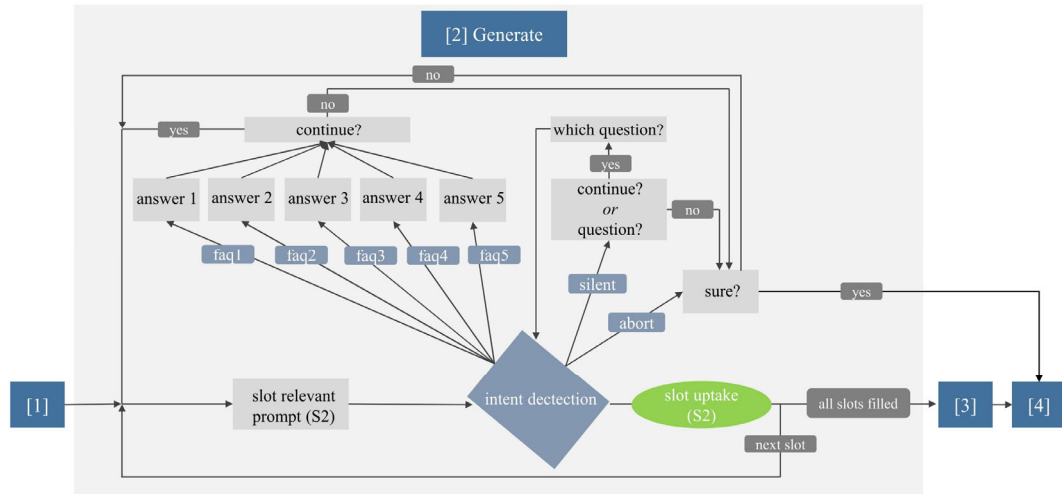 [2] Generate
no
no
yes
continue?
which question?
yes
answer 1
answer 2
answer 3
answer 4
answer 5
continue?
or
question?
no
faq1
faq2
faq3
faq4
faq5
silent
sure?
yes
abort
[1]
slot relevant
prompt (S2)
intent dectection
slot uptake
(S2)
all slots filled
[3]
[4]
next slot